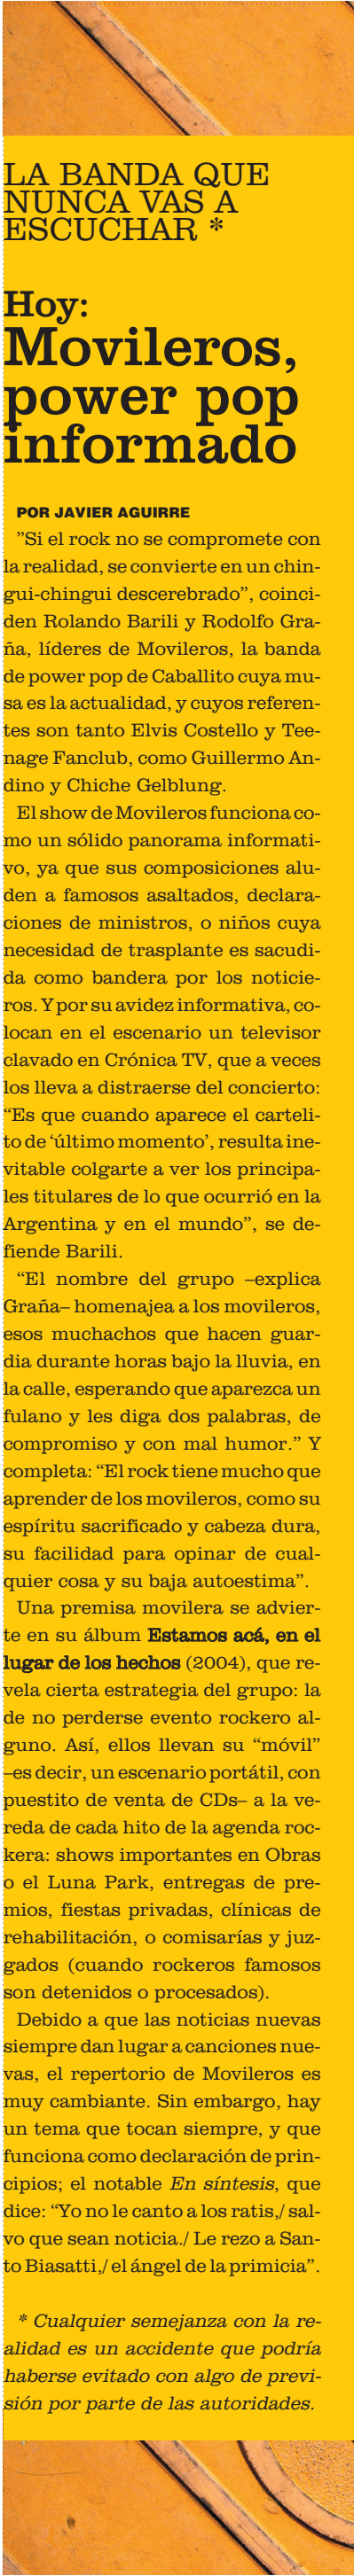 LA BANDA QUE
NUNCA VAS A
ESCUCHAR *
Hoy:
Movileros,
power pop
informado
POR JAVIER AGUIRRE
”Si el rock no se compromete con
la realidad, se convierte en un chin-
gui-chingui descerebrado”, coinci-
den Rolando Barili y Rodolfo Gra-
ña, líderes de Movileros, la banda
de power pop de Caballito cuya mu-
sa es la actualidad, y cuyos referen-
tes son tanto Elvis Costello y Tee-
nage Fanclub, como Guillermo An-
dino y Chiche Gelblung.
El show de Movileros funciona co-
mo un sólido panorama informati-
vo, ya que sus composiciones alu-
den a famosos asaltados, declara-
ciones de ministros, o niños cuya
necesidad de trasplante es sacudi-
da como bandera por los noticie-
ros. Y por su avidez informativa, co-
locan en el escenario un televisor
clavado en Crónica TV, que a veces
los lleva a distraerse del concierto:
“Es que cuando aparece el carteli-
to de ‘último momento’, resulta ine-
vitable colgarte a ver los principa-
les titulares de lo que ocurrió en la
Argentina y en el mundo”, se de-
fiende Barili.
“El nombre del grupo –explica
Graña– homenajea a los movileros,
esos muchachos que hacen guar-
dia durante horas bajo la lluvia, en
la calle, esperando que aparezca un
fulano y les diga dos palabras, de
compromiso y con mal humor.” Y
completa: “El rock tiene mucho que
aprender de los movileros, como su
espíritu sacrificado y cabeza dura,
su facilidad para opinar de cual-
quier cosa y su baja autoestima”.
Una premisa movilera se advier-
te en su álbum Estamos acá, en el
lugar de los hechos (2004), que re-
vela cierta estrategia del grupo: la
de no perderse evento rockero al-
guno. Así, ellos llevan su “móvil”
–es decir, un escenario portátil, con
puestito de venta de CDs– a la ve-
reda de cada hito de la agenda roc-
kera: shows importantes en Obras
o el Luna Park, entregas de pre-
mios, fiestas privadas, clínicas de
rehabilitación, o comisarías y juz-
gados (cuando rockeros famosos
son detenidos o procesados).
Debido a que las noticias nuevas
siempre dan lugar a canciones nue-
vas, el repertorio de Movileros es
muy cambiante. Sin embargo, hay
un tema que tocan siempre, y que
funciona como declaración de prin-
cipios; el notable En síntesis, que
dice: “Yo no le canto a los ratis,/ sal-
vo que sean noticia./ Le rezo a San-
to Biasatti,/ el ángel de la primicia”.
* Cualquier semejanza con la re-
alidad es un accidente que podría
haberse evitado con algo de previ-
sión por parte de las autoridades.